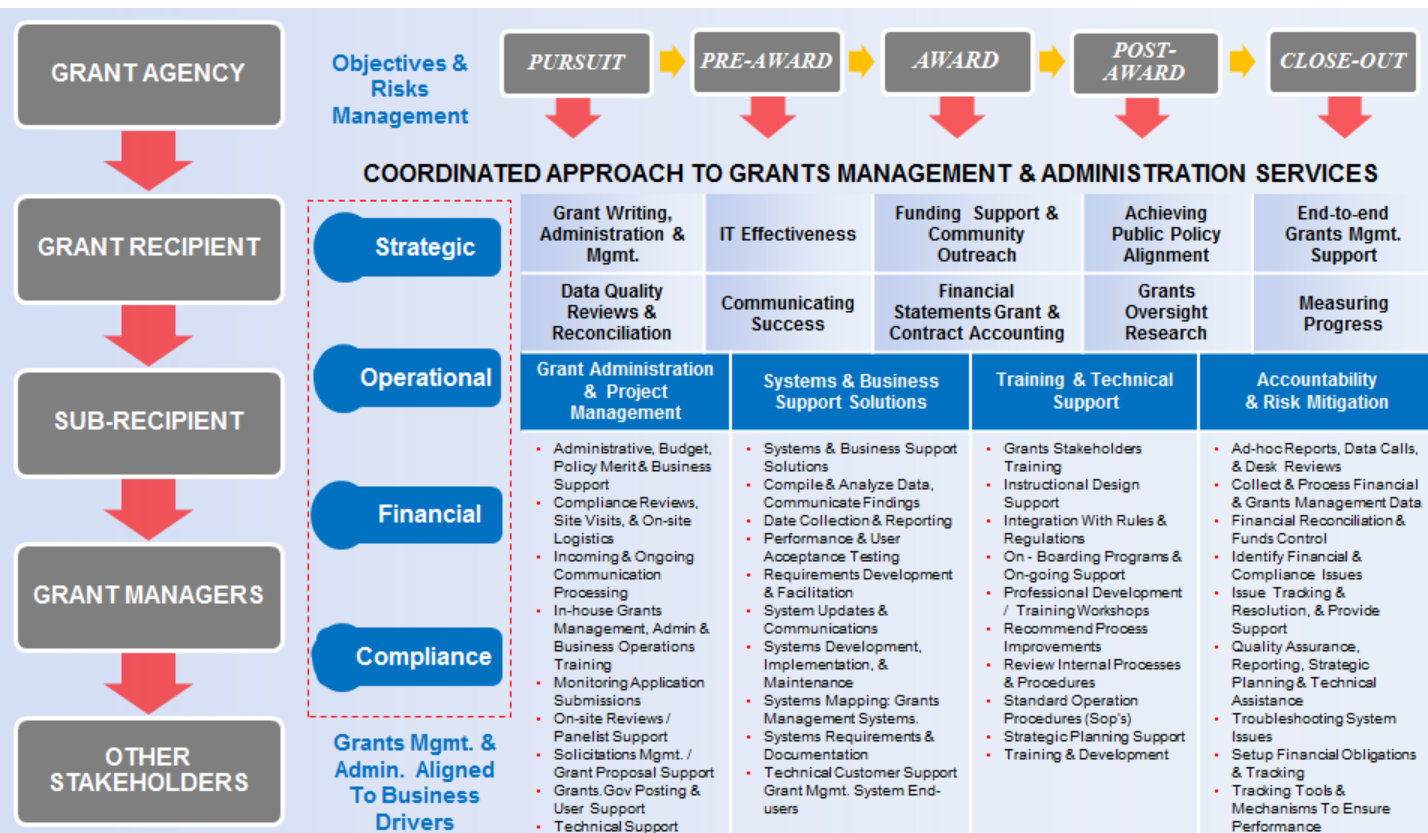 GRANT AGENCY
GRANT RECIPIENT
SUB-RECIPIENT
GRANT MANAGERS
OTHER
STAKEHOLDERS
Objectives &
Risks
Management
PURSUIT
PRE-AWARD
AWARD
POST-
AWARD
CLOSE-OUT
COORDINATED APPROACH TO GRANTS MANAGEMENT & ADMINISTRATION SERVICES
Strategic
Operational
Financial
Compliance
Grants Mgmt. &
Admin. Aligned
To Business
Drivers
Grant Writing,
Administration &
Mgmt.
IT Effectiveness
Funding Support &
Community
Outreach
Achieving
Public Policy
Alignment
End-to-end
Grants Mgmt.
Support
Data Quality
Reviews &
Reconciliation
Communicating
Success
Financial
Statements Grant &
Contract Accounting
Grants
Oversight
Research
Measuring
Progress
Grant Administration
& Project
Management
• Administrative, Budget,
Policy Merit & Business
Support
• Compliance Reviews,
Site Visits, & On-site
Logistics
• Incoming & Ongoing
Communication
Processing
• In-house Grants
Management, Admin &
Business Operations
Training
• Monitoring Application
Submissions
• On-site Reviews /
Panelist Support
• Solicitations Mgmt. /
Grant Proposal Support
• Grants.Gov Posting &
User Support
• Technical Support
Systems & Business
Support Solutions
• Systems & Business Support
Solutions
• Compile & Analyze Data,
Communicate Findings
• Date Collection & Reporting
• Performance & User
Acceptance Testing
• Requirements Development
& Facilitation
• System Updates &
Communications
• Systems Development,
Implementation, &
Maintenance
• Systems Mapping: Grants
Management Systems.
• Systems Requirements &
Documentation
• Technical Customer Support
Grant Mgmt. System End-
users
Training & Technical
Support
• Grants Stakeholders
Training
• Instructional Design
Support
• Integration With Rules &
Regulations
• On - Boarding Programs &
On-going Support
• Professional Development
/ Training Workshops
• Recommend Process
Improvements
• Review Internal Processes
& Procedures
• Standard Operation
Procedures (Sop's)
• Strategic Planning Support
• Training & Development
Accountability
& Risk Mitigation
• Ad-hoc Reports, Data Calls,
& Desk Reviews
• Collect & Process Financial
& Grants Management Data
• Financial Reconciliation &
Funds Control
• Identify Financial &
Compliance Issues
• Issue Tracking &
Resolution, & Provide
Support
• Quality Assurance,
Reporting, Strategic
Planning & Technical
Assistance
• Troubleshooting System
Issues
• Setup Financial Obligations
& Tracking
• Tracking Tools &
Mechanisms To Ensure
Performance